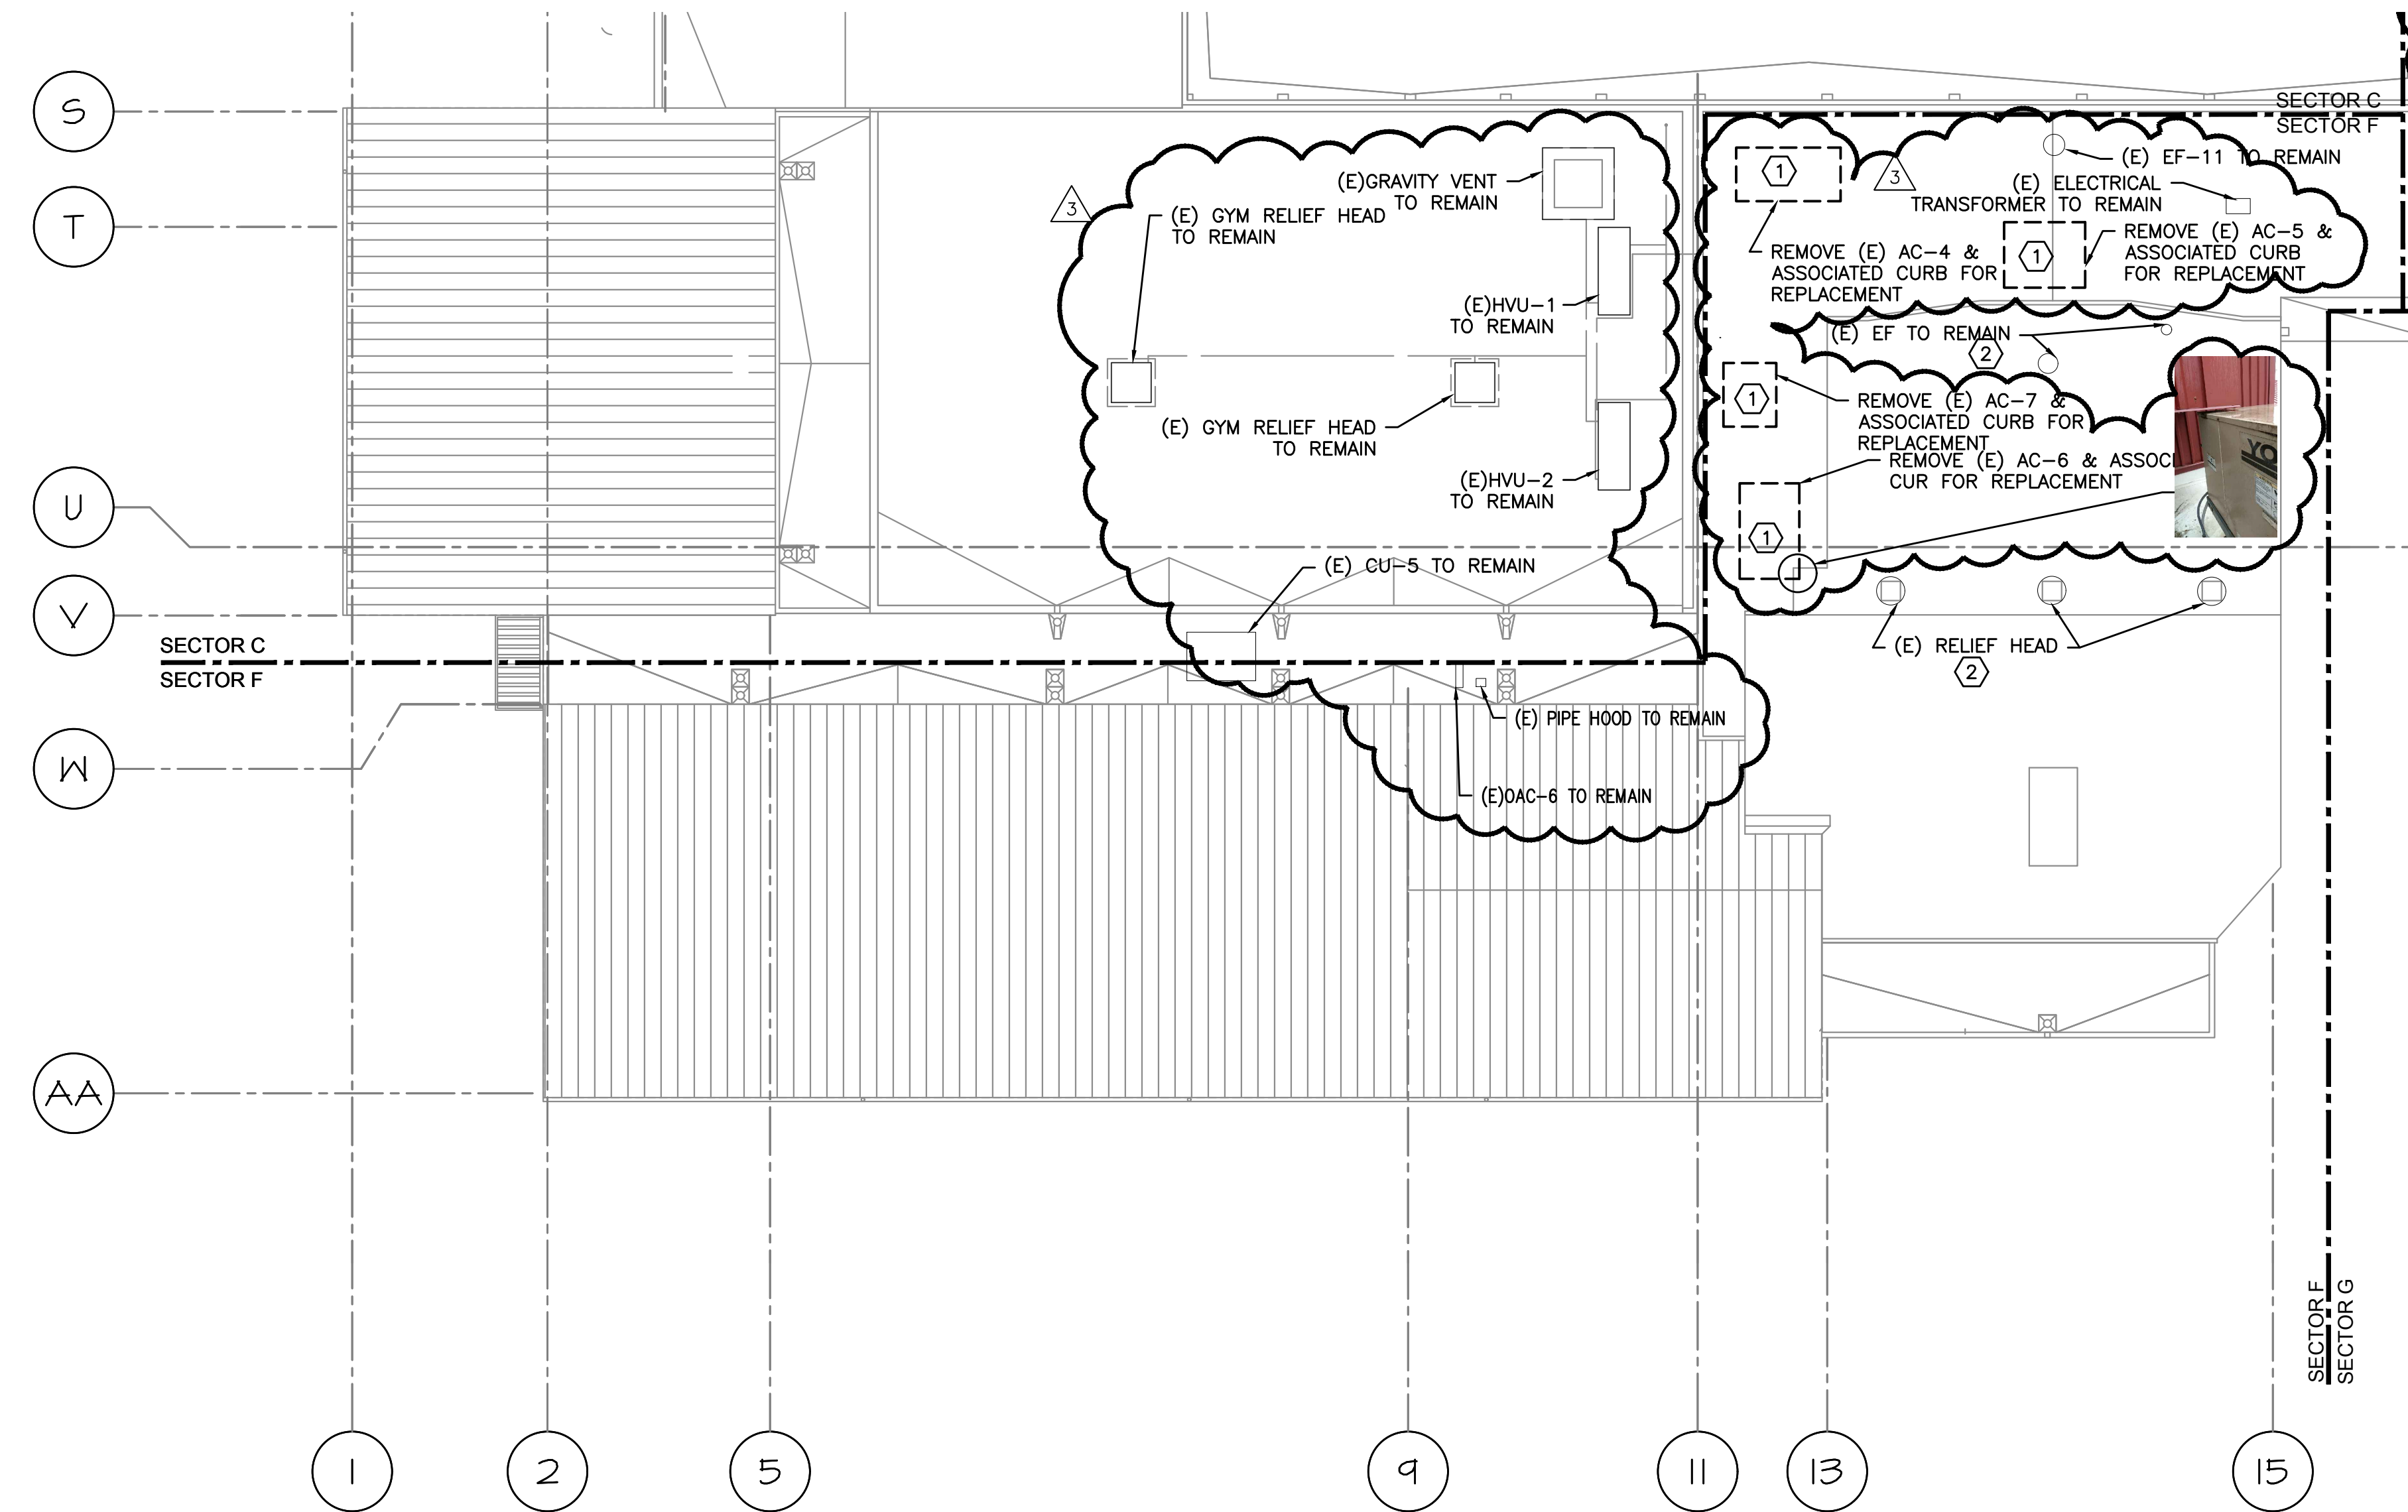 S
T
U
V
W
AA
SECTOR C
SECTOR F
3
(E)GRAVITY VENT
TO REMAIN
(E) GYM RELIEF HEAD
TO REMAIN
(E)HVU-1
TO REMAIN
(E) GYM RELIEF HEAD
TO REMAIN
(E)HVU-2
TO REMAIN
(E) CU-5 TO REMAIN
(E) PIPE HOOD TO REMAIN
(E)OAC-6 TO REMAIN
SECTOR C
SECTOR F
1
3
(E) EF-11 TO REMAIN
(E) ELECTRICAL
TRANSFORMER TO REMAIN
REMOVE (E) AC-4 &
ASSOCIATED CURB FOR
REPLACEMENT
1
REMOVE (E) AC-5 &
ASSOCIATED CURB
FOR REPLACEMENT
(E) EF TO REMAIN
2
1
REMOVE (E) AC-7 &
ASSOCIATED CURB FOR
REPLACEMENT
REMOVE (E) AC-6 & ASSOCI
CUR FOR REPLACEMENT
YO
1
(E) RELIEF HEAD
2
SECTOR F
SECTOR G
1
2
5
9
11
13
15